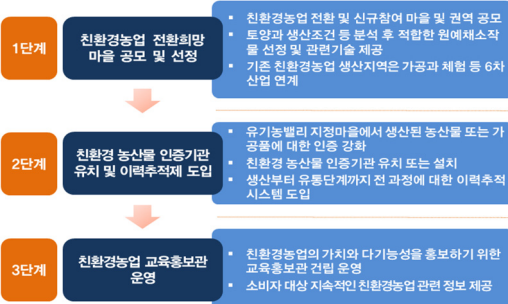 1단계
친환경농업 전환희망
마을 공모 및 선정
▪ 친환경농업 전환 및 신규참여 마을 및 권역 공모
▪ 토양과 생산조건 등 분석 후 적합한 원예채소작
물 선정 및 관련기술 제공
▪ 기존 친환경농업 생산지역은 가공과 체험 등 6차
산업 연계
2단계
친환경 농산물 인증기관
유치 및 이력추적제 도입
▪ 유기농밸리 지정마을에서 생산된 농산물 또는 가
공품에 대한 인증 강화
▪ 친환경 농산물 인증기관 유치 또는 설치
▪ 생산부터 유통단계까지 전 과정에 대한 이력추적
시스템 도입
3단계
친환경농업 교육홍보관
운영
▪ 친환경농업의 가치와 다기능성을 홍보하기 위한
교육홍보관 건립 운영
▪ 소비자 대상 지속적인 친환경농업 관련 정보 제공